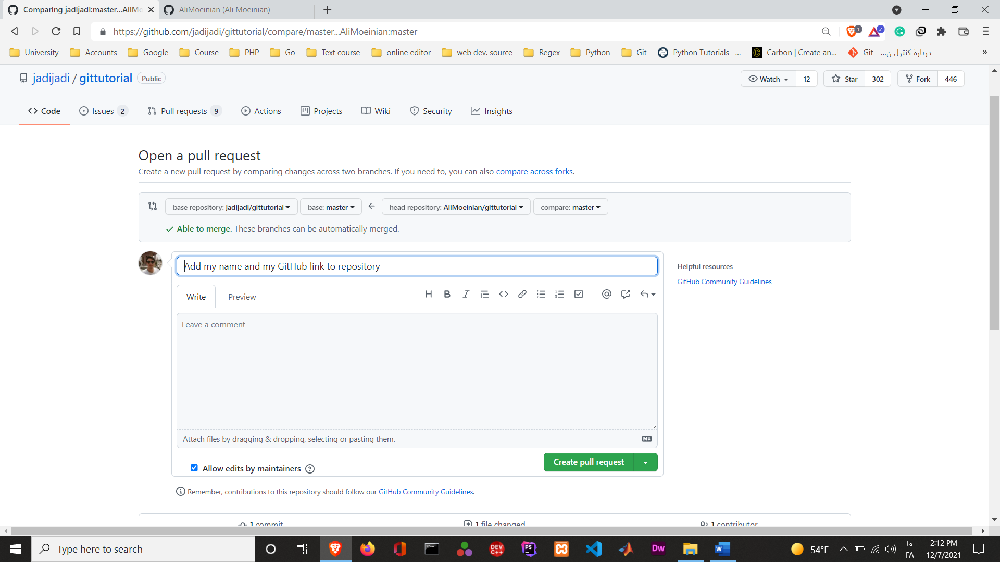 Comparing jadijadi:master...AliMo
AliMoeinian (Ali Moeinian)
https://github.com/jadijadi/gittutorial/compare/master...AliMoeinian:master
1
University
Accounts
Google
Course
PHP
Go
Text course
online editor
web dev. source
Regex
Python
Git
Python Tutorials –...
Carbon | Create an...
Git - ...دربارهٔ کنترل ن
»
jadijadi / gittutorial Public
Watch 12
Star 302
Fork 446
Code
Issues 2
Pull requests 9
Actions
Projects
Wiki
Security
Insights
Open a pull request
Create a new pull request by comparing changes across two branches. If you need to, you can also compare across forks.
base repository: jadijadi/gittutorial
base: master
head repository: AliMoeinian/gittutorial
compare: master
Able to merge. These branches can be automatically merged.
Add my name and my GitHub link to repository
Helpful resources
GitHub Community Guidelines
Write
Preview
Leave a comment
Attach files by dragging & dropping, selecting or pasting them.
Allow edits by maintainers
Create pull request
Remember, contributions to this repository should follow our GitHub Community Guidelines.
1 commit
1 file changed
1 contributor
Type here to search
DEV C++
PS
Dw
W
54°F
فا
FA
2:12 PM
12/7/2021